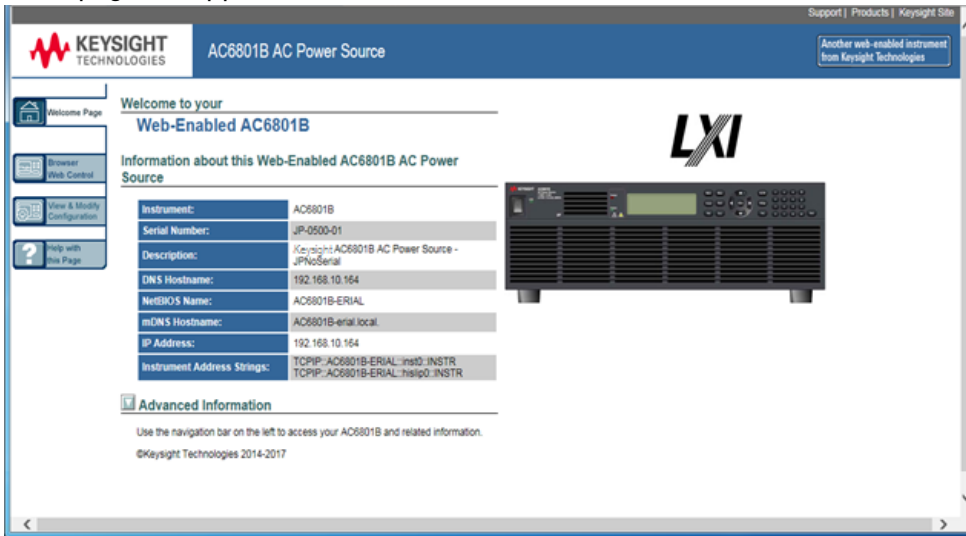 Support | Products | Keysight Site
KEYSIGHT
TECHNOLOGIES
AC6801B AC Power Source
Another web-enabled instrument
from Keysight Technologies
Welcome Page
Browser
Web Control
View & Modify
Configuration
Help with
this Page
Welcome to your
Web-Enabled AC6801B
Information about this Web-Enabled AC6801B AC Power
Source
Instrument: AC6801B
Serial Number: JP-0500-01
Description: Keysight AC6801B AC Power Source -
JPNoSerial
DNS Hostname: 192.168.10.164
NetBIOS Name: AC6801B-ERIAL
mDNS Hostname: AC6801B-erial.local.
IP Address: 192.168.10.164
Instrument Address Strings: TCPIP::AC6801B-ERIAL::inst0::INSTR
TCPIP::AC6801B-ERIAL::hislip0::INSTR
Advanced Information
Use the navigation bar on the left to access your AC6801B and related information.
©Keysight Technologies 2014-2017
LXI